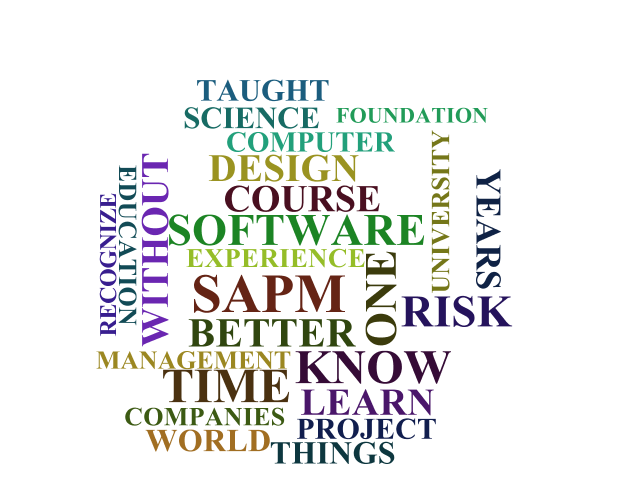 TAUGHT
SCIENCE
FOUNDATION
COMPUTER
DESIGN
COURSE
SOFTWARE
EXPERIENCE
SAPM
BETTER
ONE
RISK
UNIVERSITY
YEARS
WITHOUT
EDUCATION
RECOGNIZE
MANAGEMENT
KNOW
TIME
LEARN
COMPANIES
PROJECT
WORLD
THINGS